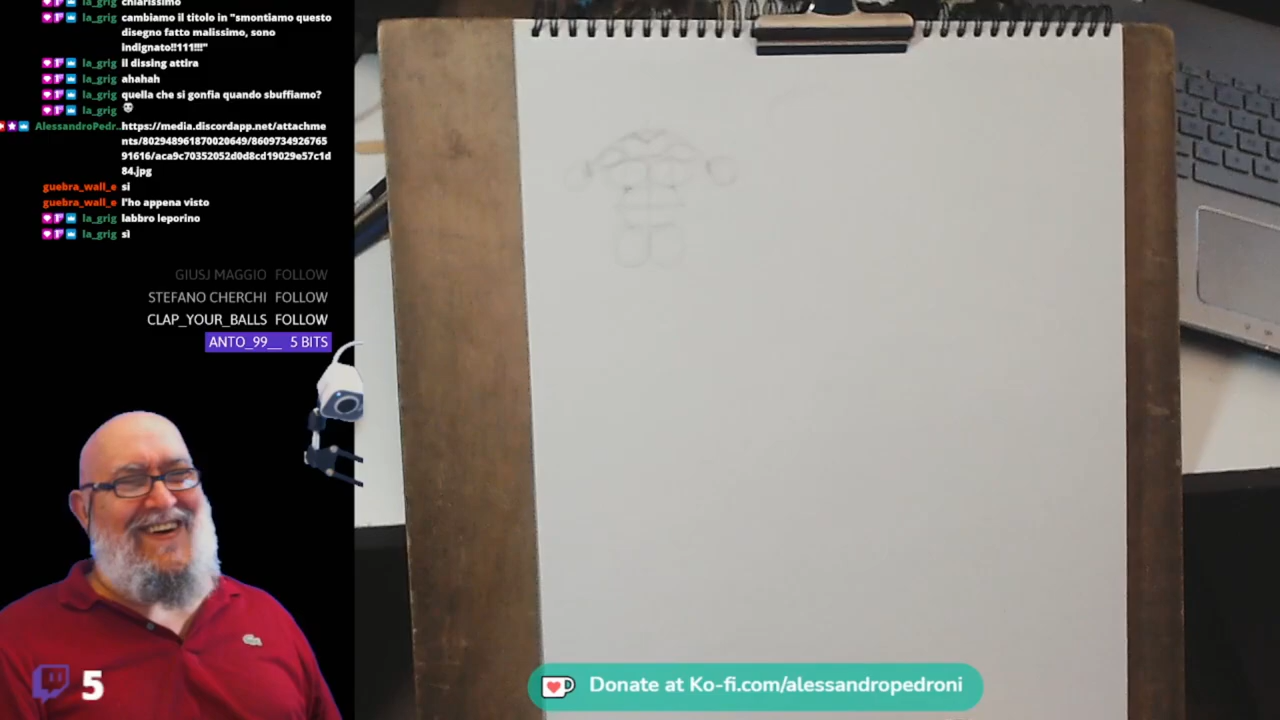 chiarissimo
cambiamo il titolo in "smontiamo questo
disegno fatto malissimo, sono
indignato!!111!!!"
la_grig il dissing attira
la_grig ahahah
la_grig quella che si gonfia quando sbuffiamo?
la_grig
AlessandroPedr.. https://media.discordapp.net/attachme
nts/802948961870020649/8609734926765
91616/aca9c70352052d0d8cd19029e57c1d
84.jpg
guebra_wall_e si
guebra_wall_e l'ho appena visto
la_grig labbro leporino
la_grig sì
GIUSJ MAGGIO FOLLOW
STEFANO CHERCHI FOLLOW
CLAP_YOUR_BALLS FOLLOW
ANTO_99__ 5 BITS
5
Donate at Ko-fi.com/alessandropedroni